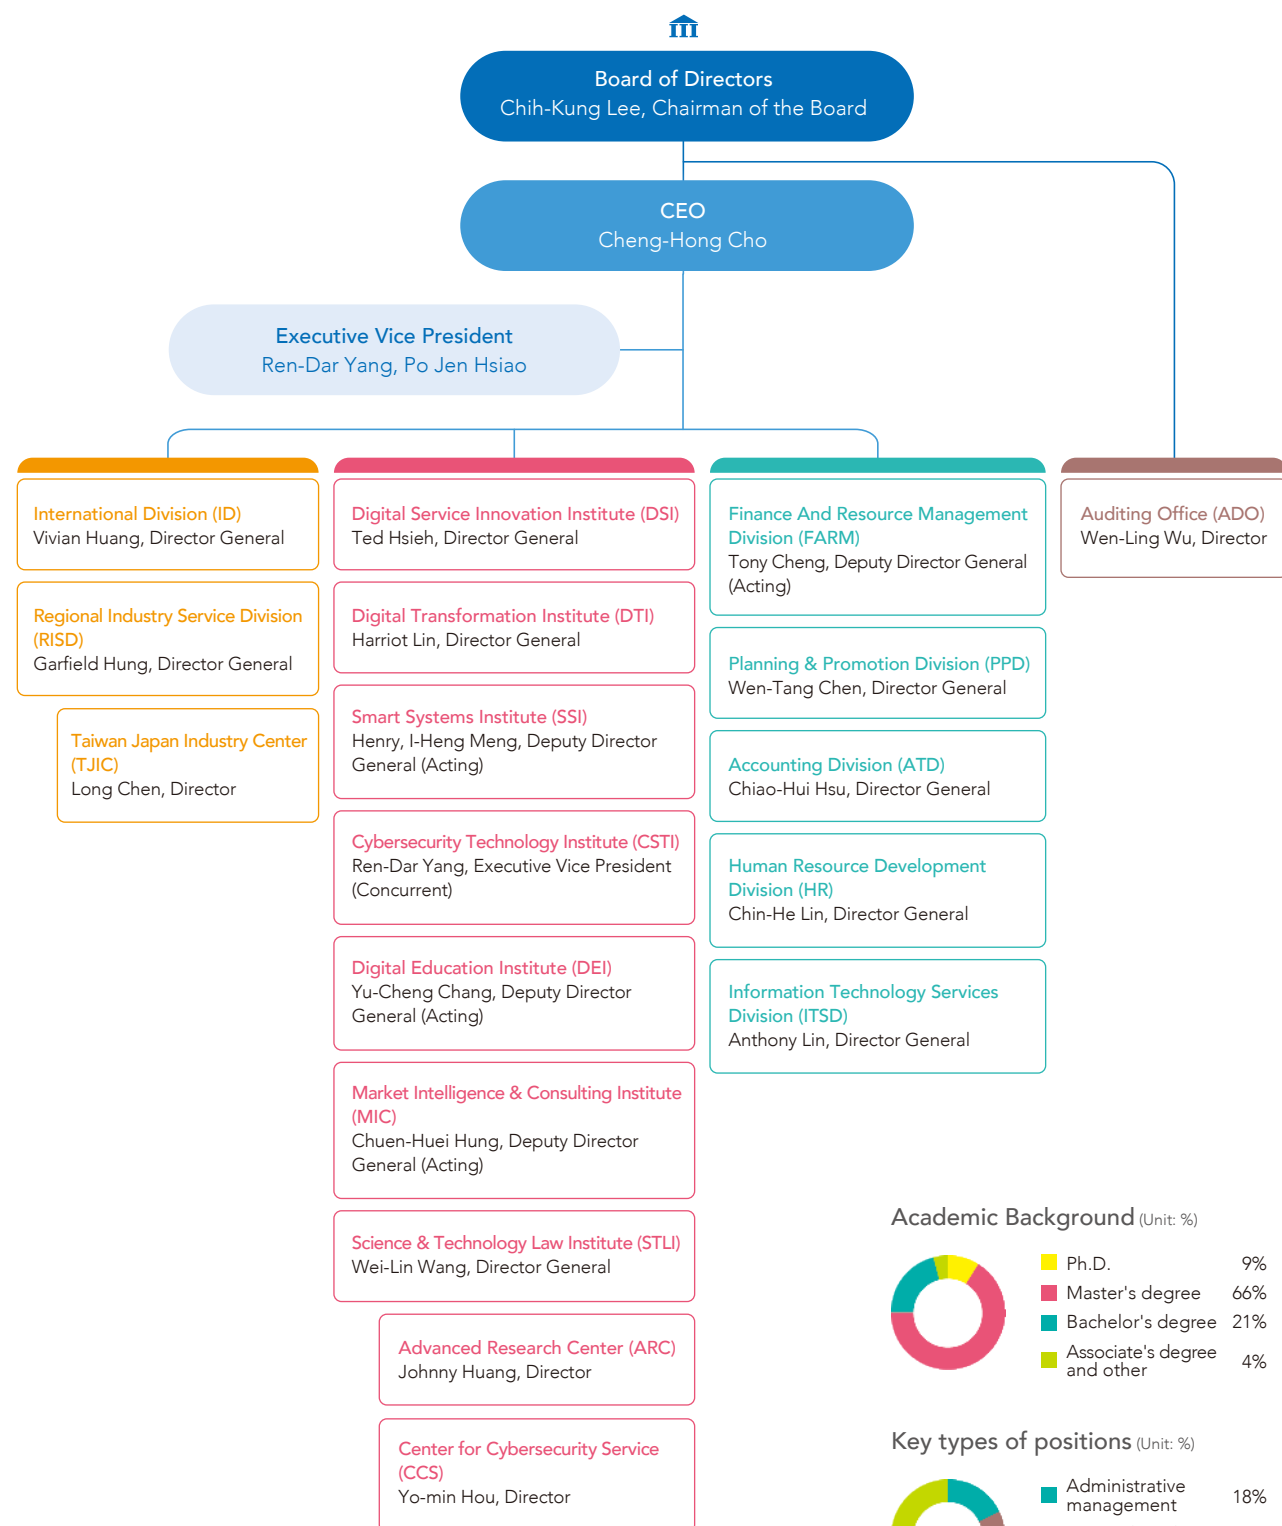 Board of Directors
Chih-Kung Lee, Chairman of the Board
CEO
Cheng-Hong Cho
Executive Vice President
Ren-Dar Yang, Po Jen Hsiao
International Division (ID)
Vivian Huang, Director General
Regional Industry Service Division
(RISD)
Garfield Hung, Director General
Taiwan Japan Industry Center
(TJIC)
Long Chen, Director
Digital Service Innovation Institute (DSI)
Ted Hsieh, Director General
Digital Transformation Institute (DTI)
Harriot Lin, Director General
Smart Systems Institute (SSI)
Henry, I-Heng Meng, Deputy Director
General (Acting)
Cybersecurity Technology Institute (CSTI)
Ren-Dar Yang, Executive Vice President
(Concurrent)
Digital Education Institute (DEI)
Yu-Cheng Chang, Deputy Director
General (Acting)
Market Intelligence & Consulting Institute
(MIC)
Chuen-Huei Hung, Deputy Director
General (Acting)
Science & Technology Law Institute (STLI)
Wei-Lin Wang, Director General
Advanced Research Center (ARC)
Johnny Huang, Director
Center for Cybersecurity Service
(CCS)
Yo-min Hou, Director
Finance And Resource Management
Division (FARM)
Tony Cheng, Deputy Director General
(Acting)
Planning & Promotion Division (PPD)
Wen-Tang Chen, Director General
Accounting Division (ATD)
Chiao-Hui Hsu, Director General
Human Resource Development
Division (HR)
Chin-He Lin, Director General
Information Technology Services
Division (ITSD)
Anthony Lin, Director General
Auditing Office (ADO)
Wen-Ling Wu, Director
Academic Background (Unit: %)
Ph.D. 9%
Master's degree 66%
Bachelor's degree 21%
Associate's degree
and other 4%
Key types of positions (Unit: %)
Administrative
management 18%